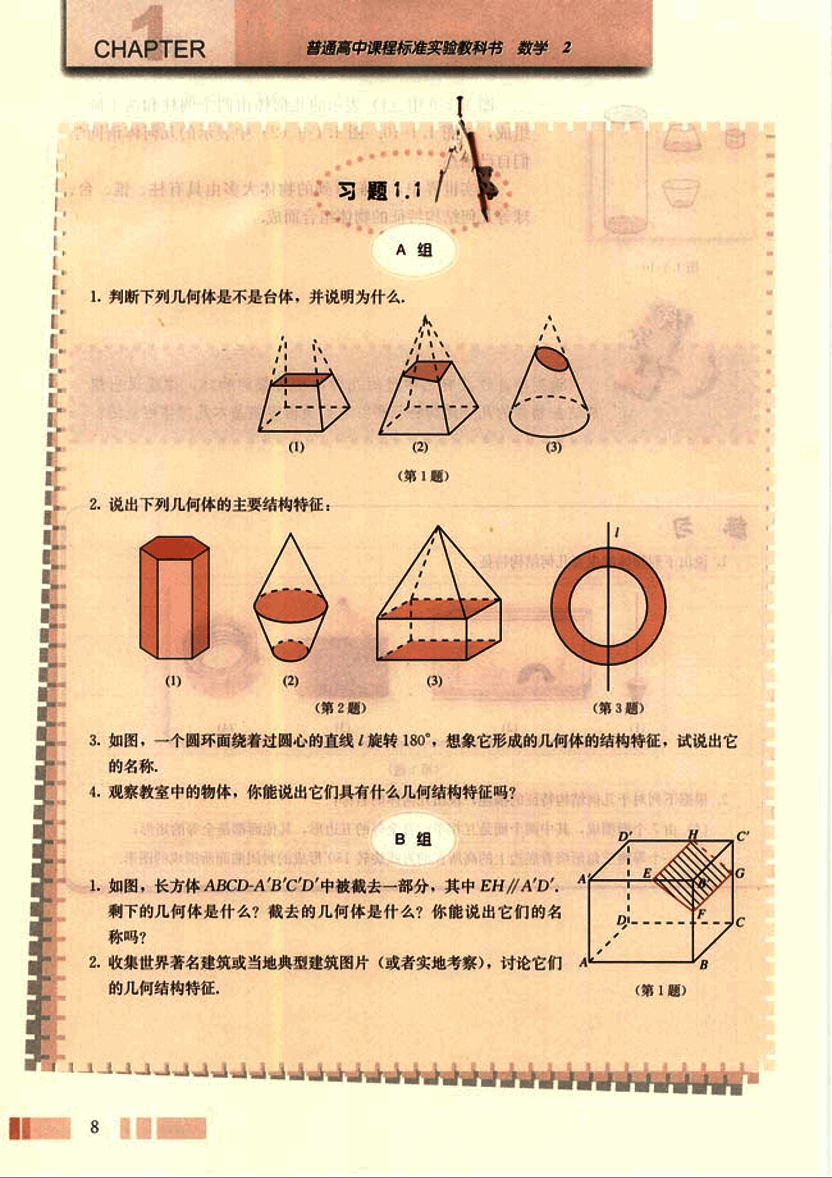 1
CHAPTER
普通高中课程标准实验教科书 数学 2
习题1.1
A 组
1. 判断下列几何体是不是台体，并说明为什么.
(1) (2) (3)
(第1题)
2. 说出下列几何体的主要结构特征：
l
(1) (2) (3)
(第2题) (第3题)
3. 如图，一个圆环面绕着过圆心的直线 l 旋转 180°，想象它形成的几何体的结构特征，试说出它
的名称.
4. 观察教室中的物体，你能说出它们具有什么几何结构特征吗？
B 组
1. 如图，长方体 ABCD-A′B′C′D′中被截去一部分，其中 EH∥A′D′.
剩下的几何体是什么？截去的几何体是什么？你能说出它们的名
称吗？
2. 收集世界著名建筑或当地典型建筑图片（或者实地考察），讨论它们
的几何结构特征.
D′ H C′
A′ E B′ G
F
D C
A B
(第1题)
8